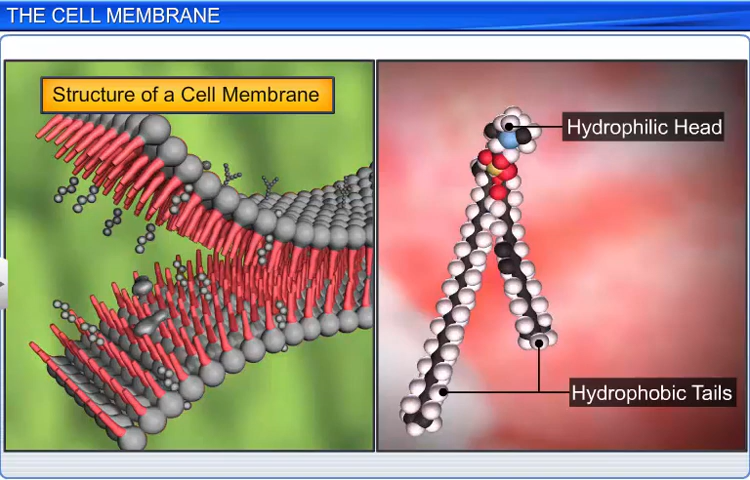 THE CELL MEMBRANE
Structure of a Cell Membrane
Hydrophilic Head
Hydrophobic Tails